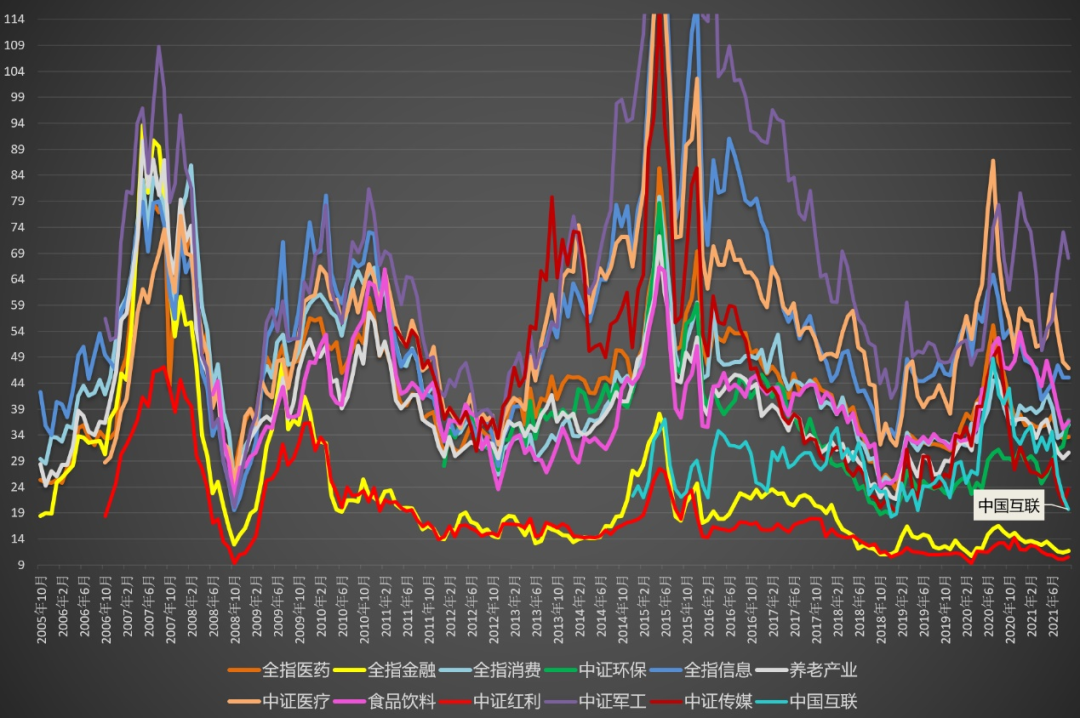 114
109
104
99
94
89
84
79
74
69
64
59
54
49
44
39
34
29
24
19
14
9
中国互联
2005年10月
2006年2月
2006年6月
2006年10月
2007年2月
2007年6月
2007年10月
2008年2月
2008年6月
2008年10月
2009年2月
2009年6月
2009年10月
2010年2月
2010年6月
2010年10月
2011年2月
2011年6月
2011年10月
2012年2月
2012年6月
2012年10月
2013年2月
2013年6月
2013年10月
2014年2月
2014年6月
2014年10月
2015年2月
2015年6月
2015年10月
2016年2月
2016年6月
2016年10月
2017年2月
2017年6月
2017年10月
2018年2月
2018年6月
2018年10月
2019年2月
2019年6月
2019年10月
2020年2月
2020年6月
2020年10月
2021年2月
2021年6月
全指医药 全指金融 全指消费 中证环保 全指信息 养老产业
中证医疗 食品饮料 中证红利 中证军工 中证传媒 中国互联